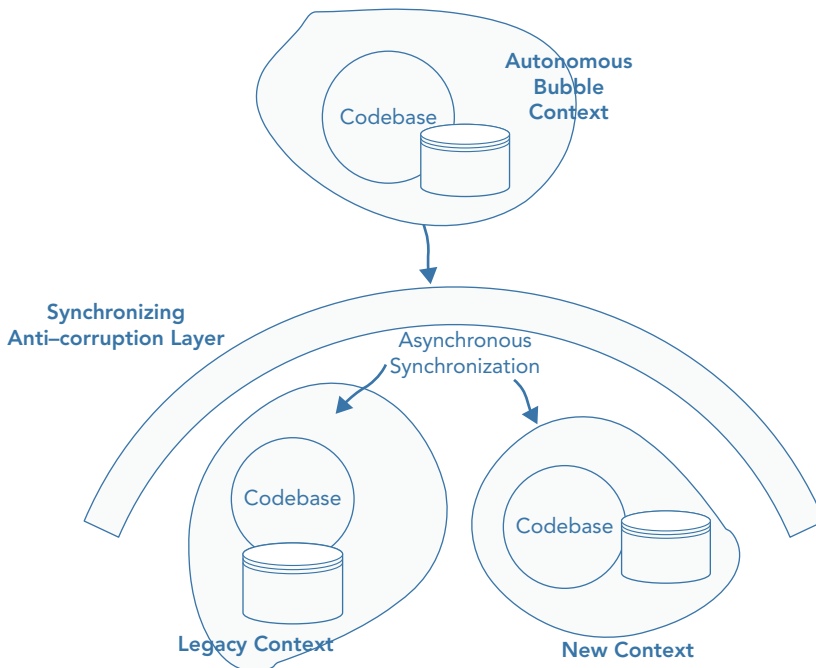 Autonomous
Bubble
Context
Codebase
Synchronizing
Anti–corruption Layer
Asynchronous
Synchronization
Codebase
Codebase
Legacy Context
New Context